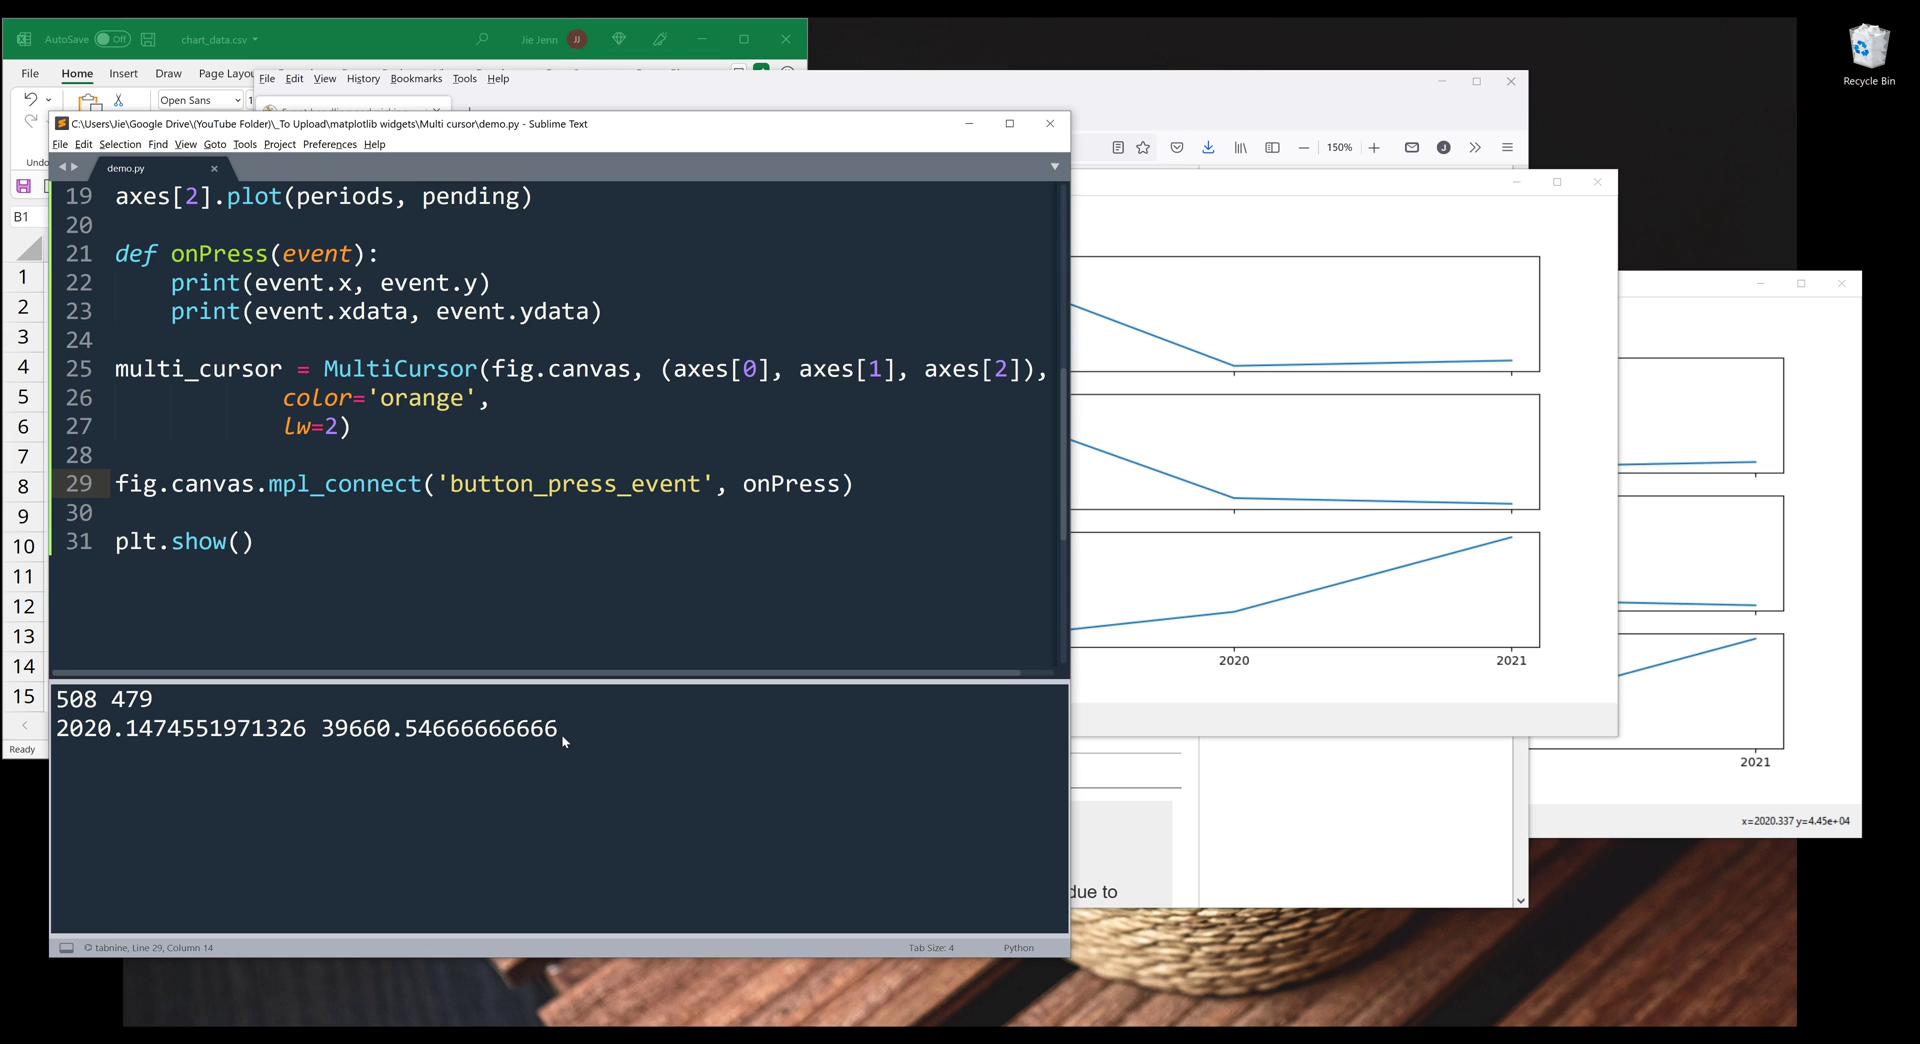 AutoSave Off chart_data.csv Jie Jenn JJ
File Home Insert Draw Page Layou
Open Sans 1
Undo
B1
1
2
3
4
5
6
7
8
9
10
11
12
13
14
15
Ready
File Edit View History Bookmarks Tools Help
150% J
C:\Users\Jie\Google Drive\(YouTube Folder)\_To Upload\matplotlib widgets\Multi cursor\demo.py - Sublime Text
File Edit Selection Find View Goto Tools Project Preferences Help
demo.py
19 axes[2].plot(periods, pending)
20
21 def onPress(event):
22 print(event.x, event.y)
23 print(event.xdata, event.ydata)
24
25 multi_cursor = MultiCursor(fig.canvas, (axes[0], axes[1], axes[2]),
26 color='orange',
27 lw=2)
28
29 fig.canvas.mpl_connect('button_press_event', onPress)
30
31 plt.show()
508 479
2020.1474551971326 39660.54666666666
tabnine, Line 29, Column 14 Tab Size: 4 Python
2020 2021
2021
x=2020.337 y=4.45e+04
due to
Recycle Bin